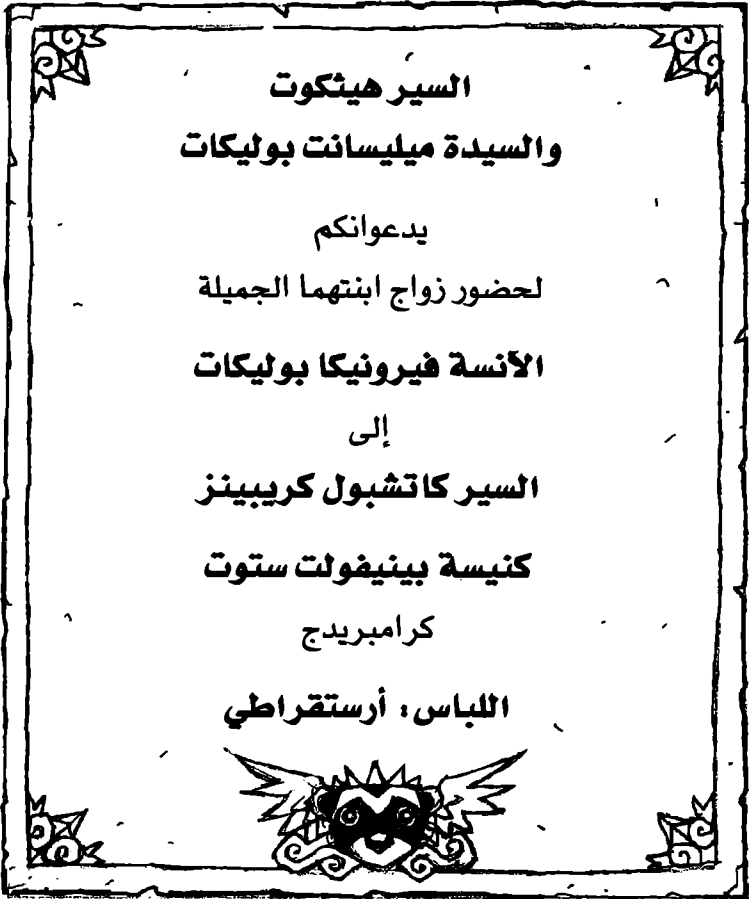 السير هيثكوت
والسيدة ميليسانت بوليكات
يدعوانكم
لحضور زواج ابنتهما الجميلة
الآنسة فيرونيكا بوليكات
إلى
السير كاتشبول كريبينز
كنيسة بينيفولت ستوت
كرامبريدج
اللباس: أرستقراطي